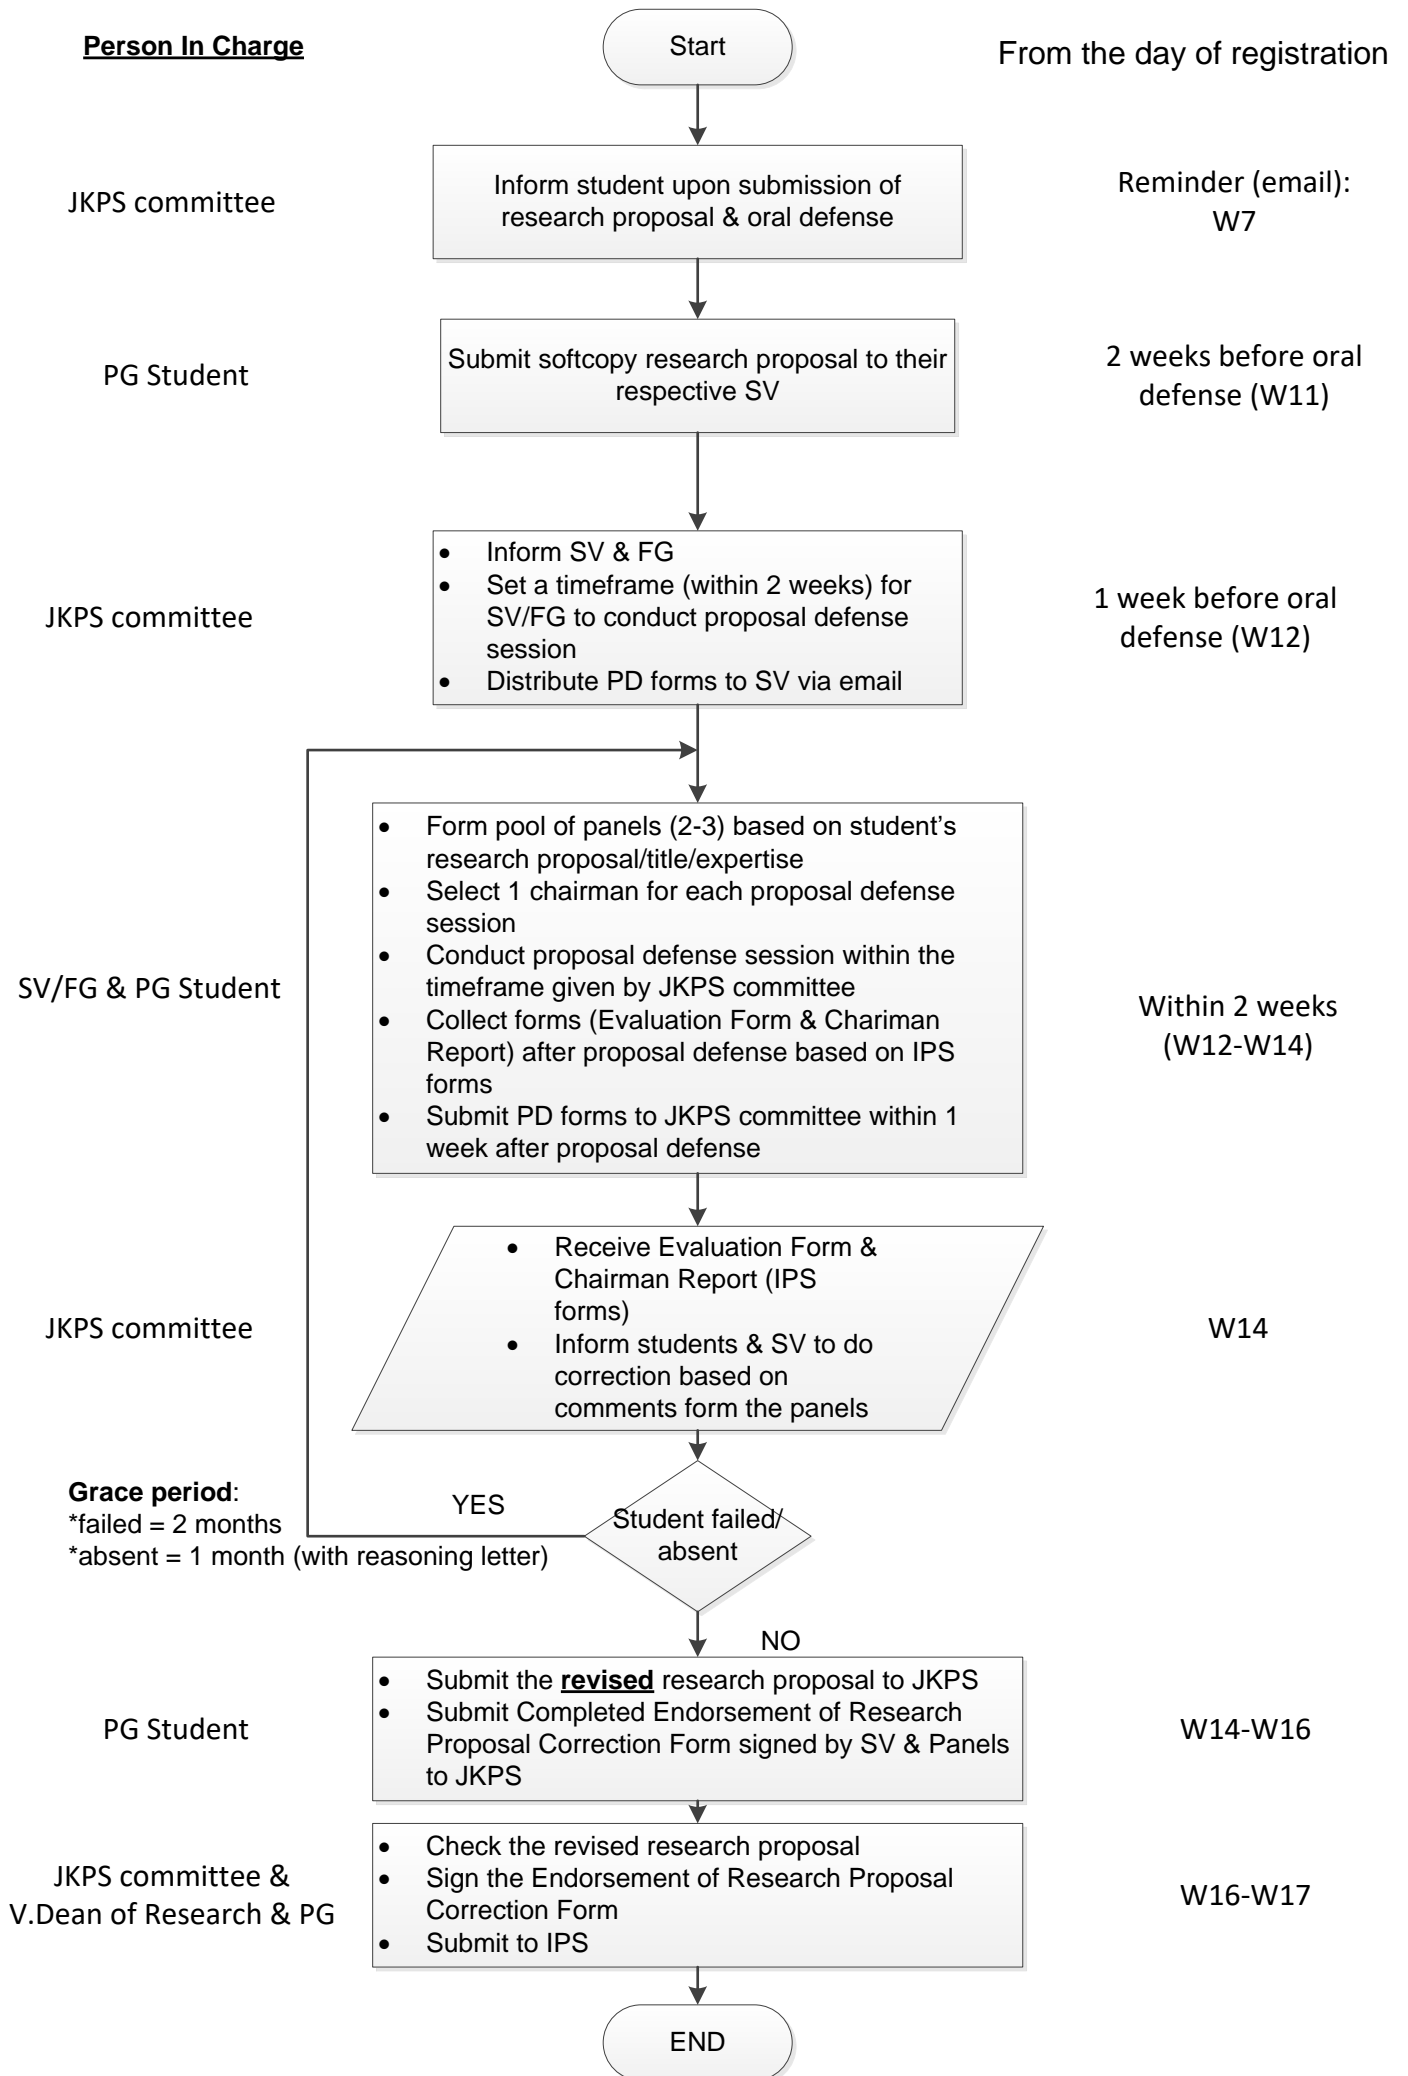 Person In Charge
Start
From the day of registration
JKPS committee
Inform student upon submission of
research proposal & oral defense
Reminder (email):
W7
PG Student
Submit softcopy research proposal to their
respective SV
2 weeks before oral
defense (W11)
JKPS committee
• Inform SV & FG
• Set a timeframe (within 2 weeks) for
SV/FG to conduct proposal defense
session
• Distribute PD forms to SV via email
1 week before oral
defense (W12)
SV/FG & PG Student
• Form pool of panels (2-3) based on student’s
research proposal/title/expertise
• Select 1 chairman for each proposal defense
session
• Conduct proposal defense session within the
timeframe given by JKPS committee
• Collect forms (Evaluation Form & Chariman
Report) after proposal defense based on IPS
forms
• Submit PD forms to JKPS committee within 1
week after proposal defense
Within 2 weeks
(W12-W14)
JKPS committee
• Receive Evaluation Form &
Chairman Report (IPS
forms)
• Inform students & SV to do
correction based on
comments form the panels
W14
Grace period:
*failed = 2 months
*absent = 1 month (with reasoning letter)
YES
Student failed/
absent
NO
PG Student
• Submit the revised research proposal to JKPS
• Submit Completed Endorsement of Research
Proposal Correction Form signed by SV & Panels
to JKPS
W14-W16
JKPS committee &
V.Dean of Research & PG
• Check the revised research proposal
• Sign the Endorsement of Research Proposal
Correction Form
• Submit to IPS
W16-W17
END